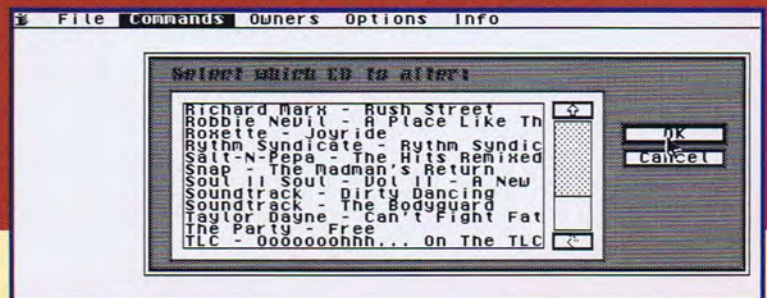 File Commands Owners Options Info
Select which CD to alter:
Richard Marx - Rush Street
Robbie Nevil - A Place Like Th
Roxette - Joyride
Rythm Syndicate - Rythm Syndic
Salt-N-Pepa - The Hits Remixed
Snap - The Madman's Return
Soul II Soul - Vol II - A New
Soundtrack - Dirty Dancing
Soundtrack - The Bodyguard
Taylor Dayne - Can't Fight Fat
The Party - Free
TLC - Ooooooohhh... On The TLC
OK
Cancel